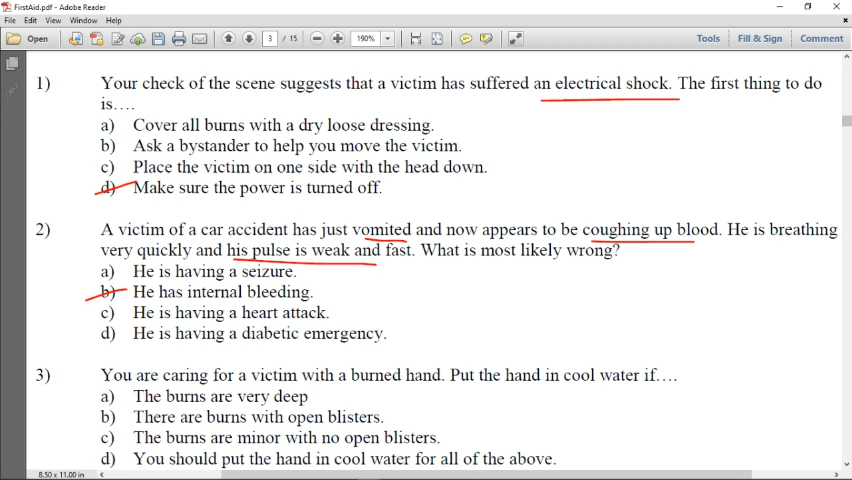 FirstAid.pdf - Adobe Reader
File Edit View Window Help
Open 3 / 15 190% Tools Fill & Sign Comment
1) Your check of the scene suggests that a victim has suffered an electrical shock. The first thing to do
is….
a) Cover all burns with a dry loose dressing.
b) Ask a bystander to help you move the victim.
c) Place the victim on one side with the head down.
d) Make sure the power is turned off.
2) A victim of a car accident has just vomited and now appears to be coughing up blood. He is breathing
very quickly and his pulse is weak and fast. What is most likely wrong?
a) He is having a seizure.
b) He has internal bleeding.
c) He is having a heart attack.
d) He is having a diabetic emergency.
3) You are caring for a victim with a burned hand. Put the hand in cool water if….
a) The burns are very deep
b) There are burns with open blisters.
c) The burns are minor with no open blisters.
d) You should put the hand in cool water for all of the above.
8.50 x 11.00 in